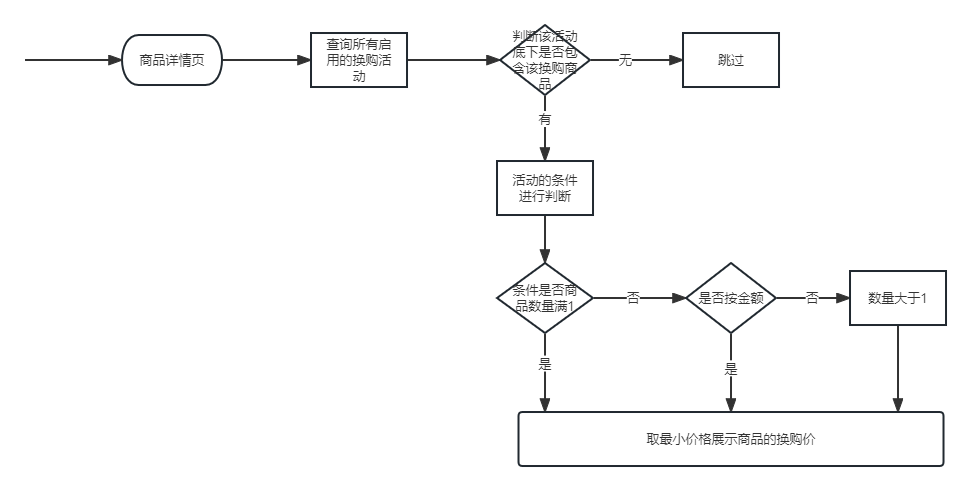 商品详情页
查询所有启
用的换购活
动
判断该活动
底下是否包
含该换购商
品
无
跳过
有
活动的条件
进行判断
条件是否商
品数量满1
否
是否按金额
否
数量大于1
是
是
取最小价格展示商品的换购价